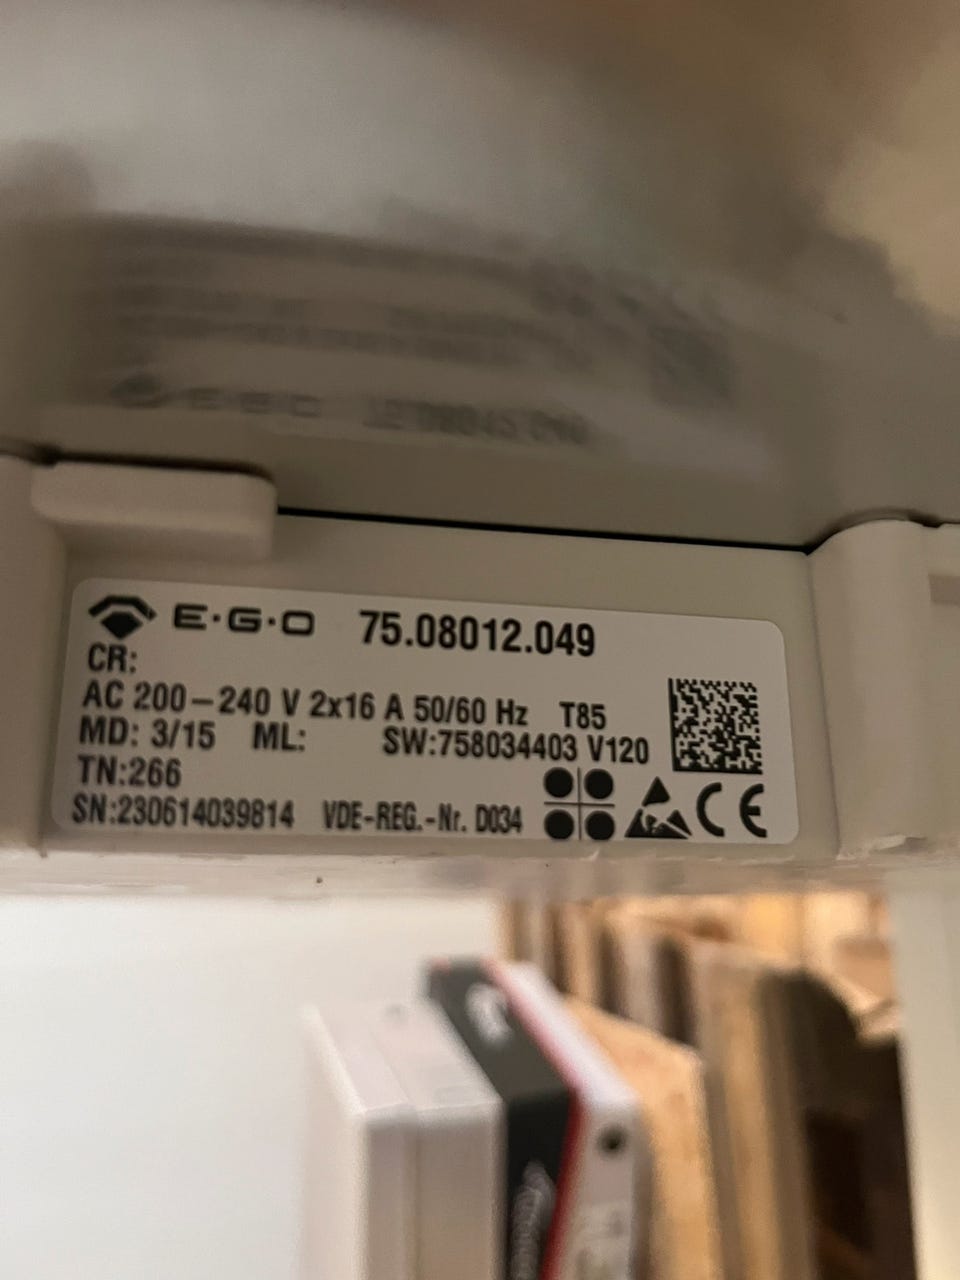 E·G·O 75.08012.049
CR:
AC 200–240 V 2x16 A 50/60 Hz T85
MD: 3/15 ML: SW:758034403 V120
TN:266
SN:230614039814 VDE-REG.-Nr. D034
CE